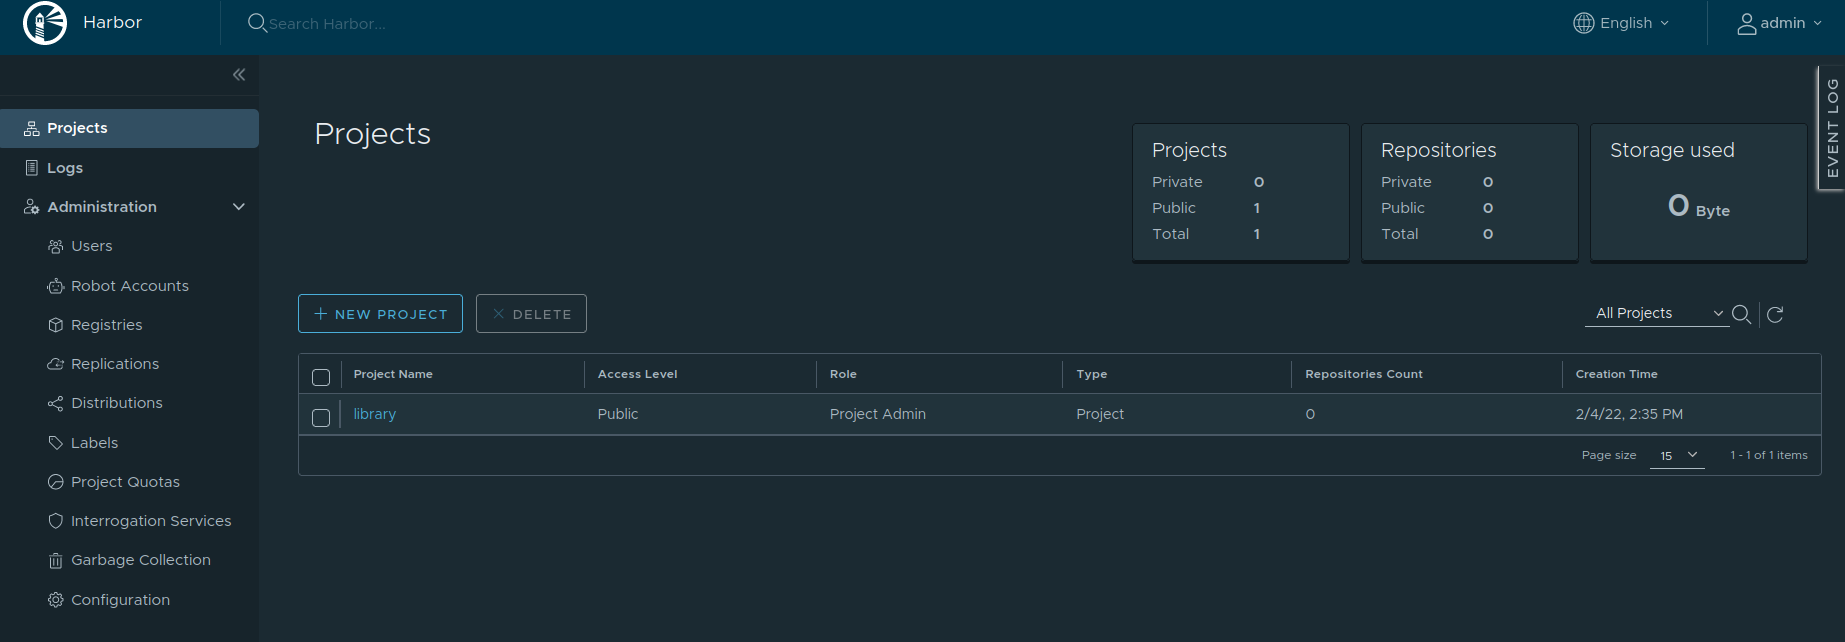 Harbor
Search Harbor...
English
admin
EVENT LOG
Projects
Logs
Administration
Users
Robot Accounts
Registries
Replications
Distributions
Labels
Project Quotas
Interrogation Services
Garbage Collection
Configuration
Projects
Projects
Private 0
Public 1
Total 1
Repositories
Private 0
Public 0
Total 0
Storage used
0 Byte
NEW PROJECT
DELETE
All Projects
Project Name Access Level Role Type Repositories Count Creation Time
library Public Project Admin Project 0 2/4/22, 2:35 PM
Page size 15 1 - 1 of 1 items